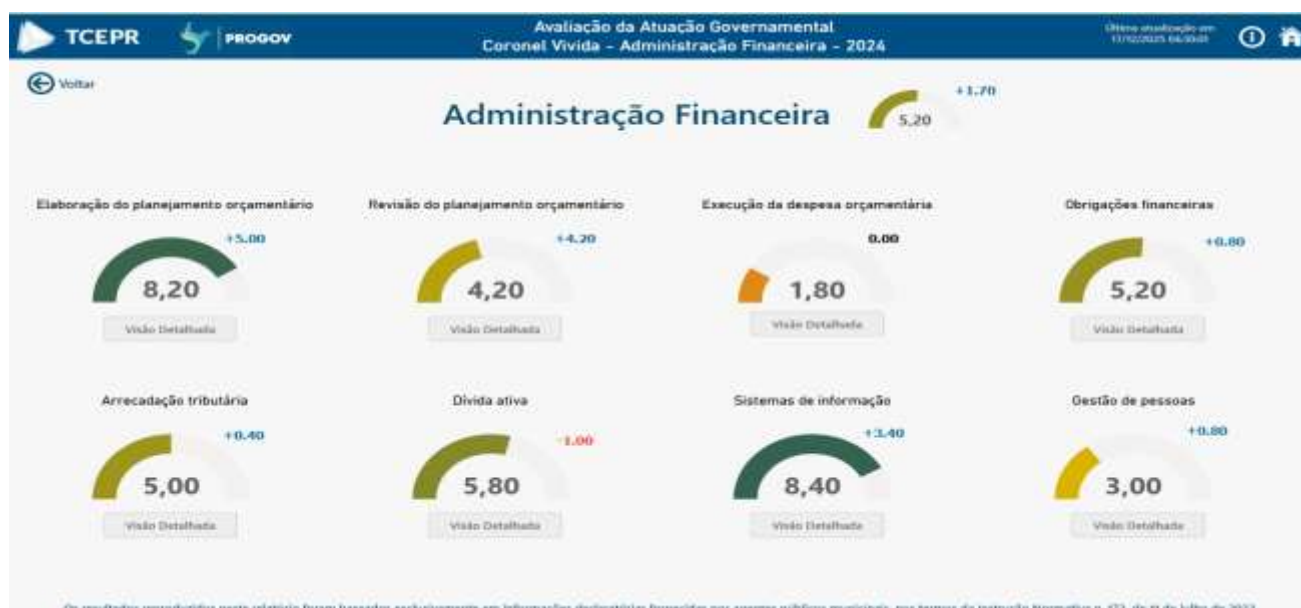 TCEPR PROGOV
Avaliação da Atuação Governamental
Coronel Vivida - Administração Financeira - 2024
Última atualização em
Voltar
Administração Financeira
5,20
+1.70
Elaboração do planejamento orçamentário
+5.00
8,20
Visão Detalhada
Revisão do planejamento orçamentário
+4.20
4,20
Visão Detalhada
Execução da despesa orçamentária
0.00
1,80
Visão Detalhada
Obrigações financeiras
+0.80
5,20
Visão Detalhada
Arrecadação tributária
+0.40
5,00
Visão Detalhada
Dívida ativa
-1.00
5,80
Visão Detalhada
Sistemas de informação
+3.40
8,40
Visão Detalhada
Gestão de pessoas
+0.80
3,00
Visão Detalhada